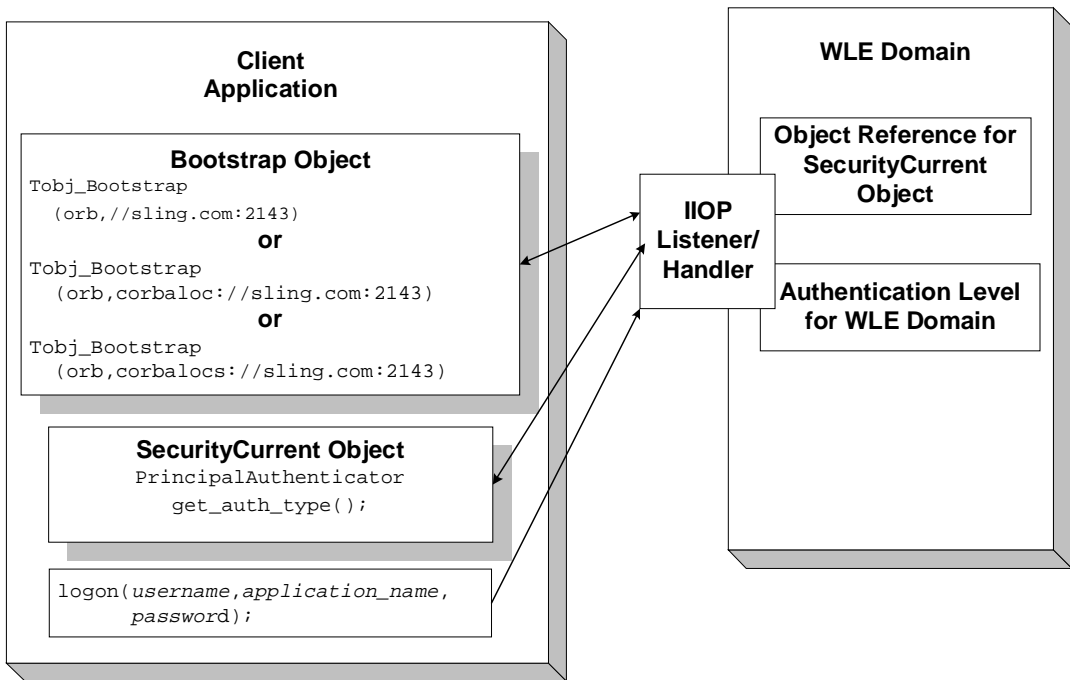 Client
Application
Bootstrap Object
Tobj_Bootstrap
(orb,//sling.com:2143)
or
Tobj_Bootstrap
(orb,corbaloc://sling.com:2143)
or
Tobj_Bootstrap
(orb,corbalocs://sling.com:2143)
SecurityCurrent Object
PrincipalAuthenticator
get_auth_type();
logon(username,application_name,
password);
IIOP
Listener/
Handler
WLE Domain
Object Reference for
SecurityCurrent
Object
Authentication Level
for WLE Domain